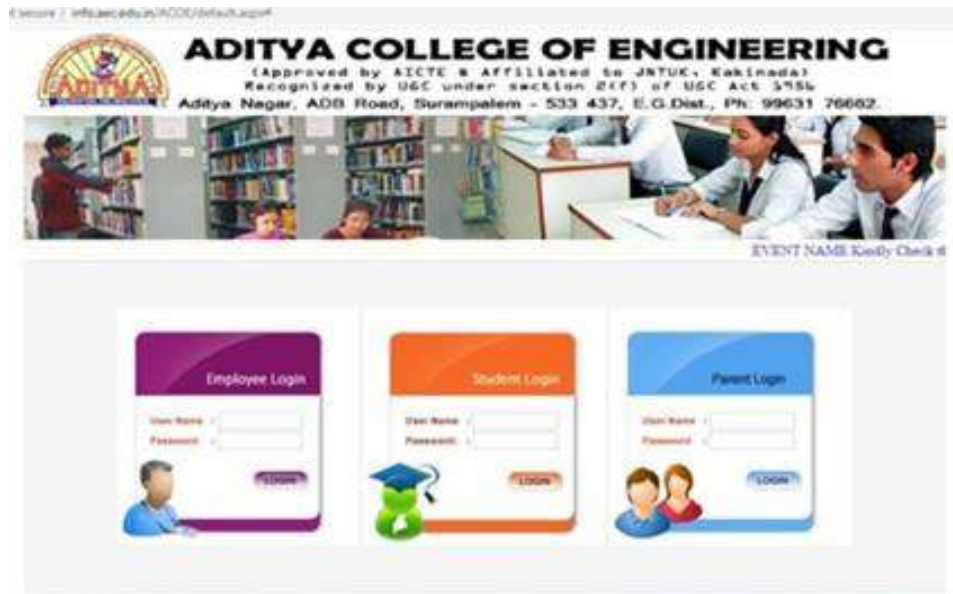 ADITYA COLLEGE OF ENGINEERING
(Approved by AICTE & Affiliated to JNTUK, Kakinada)
Recognized by UGC under section 2(f) of UGC Act 1956
Aditya Nagar, ADB Road, Surampalem - 533 437, E.G.Dist., Ph: 99631 76662.
ADITYA
EVENT NAME Kindly Check
Employee Login
User Name :
Password :
LOGIN
Student Login
User Name :
Password :
LOGIN
Parent Login
User Name :
Password :
LOGIN